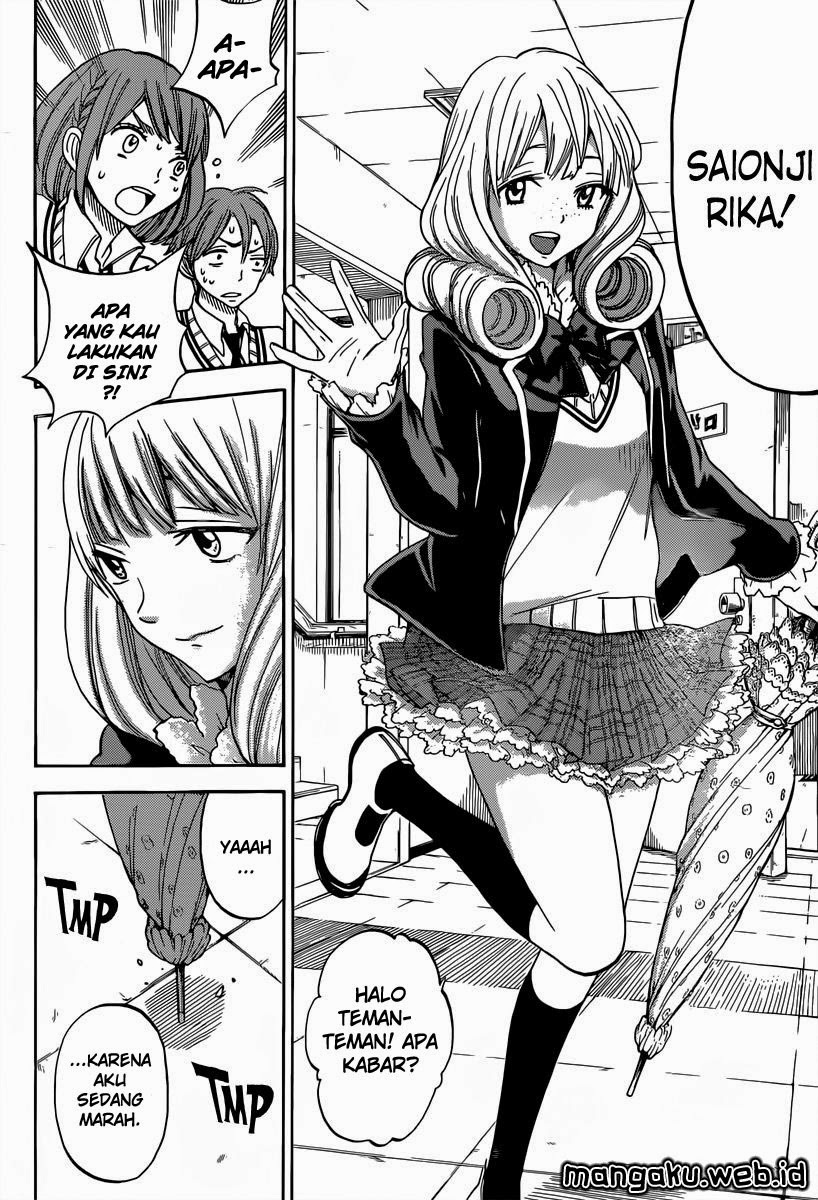 SAIONJI
RIKA!
HALO
TEMAN-
TEMAN! APA
KABAR?
A-
APA-
APA
YANG KAU
LAKUKAN
DI SINI
?!
YAAAH
...
TMP
...KARENA
AKU
SEDANG
MARAH.
TMP
mangaku.web.id